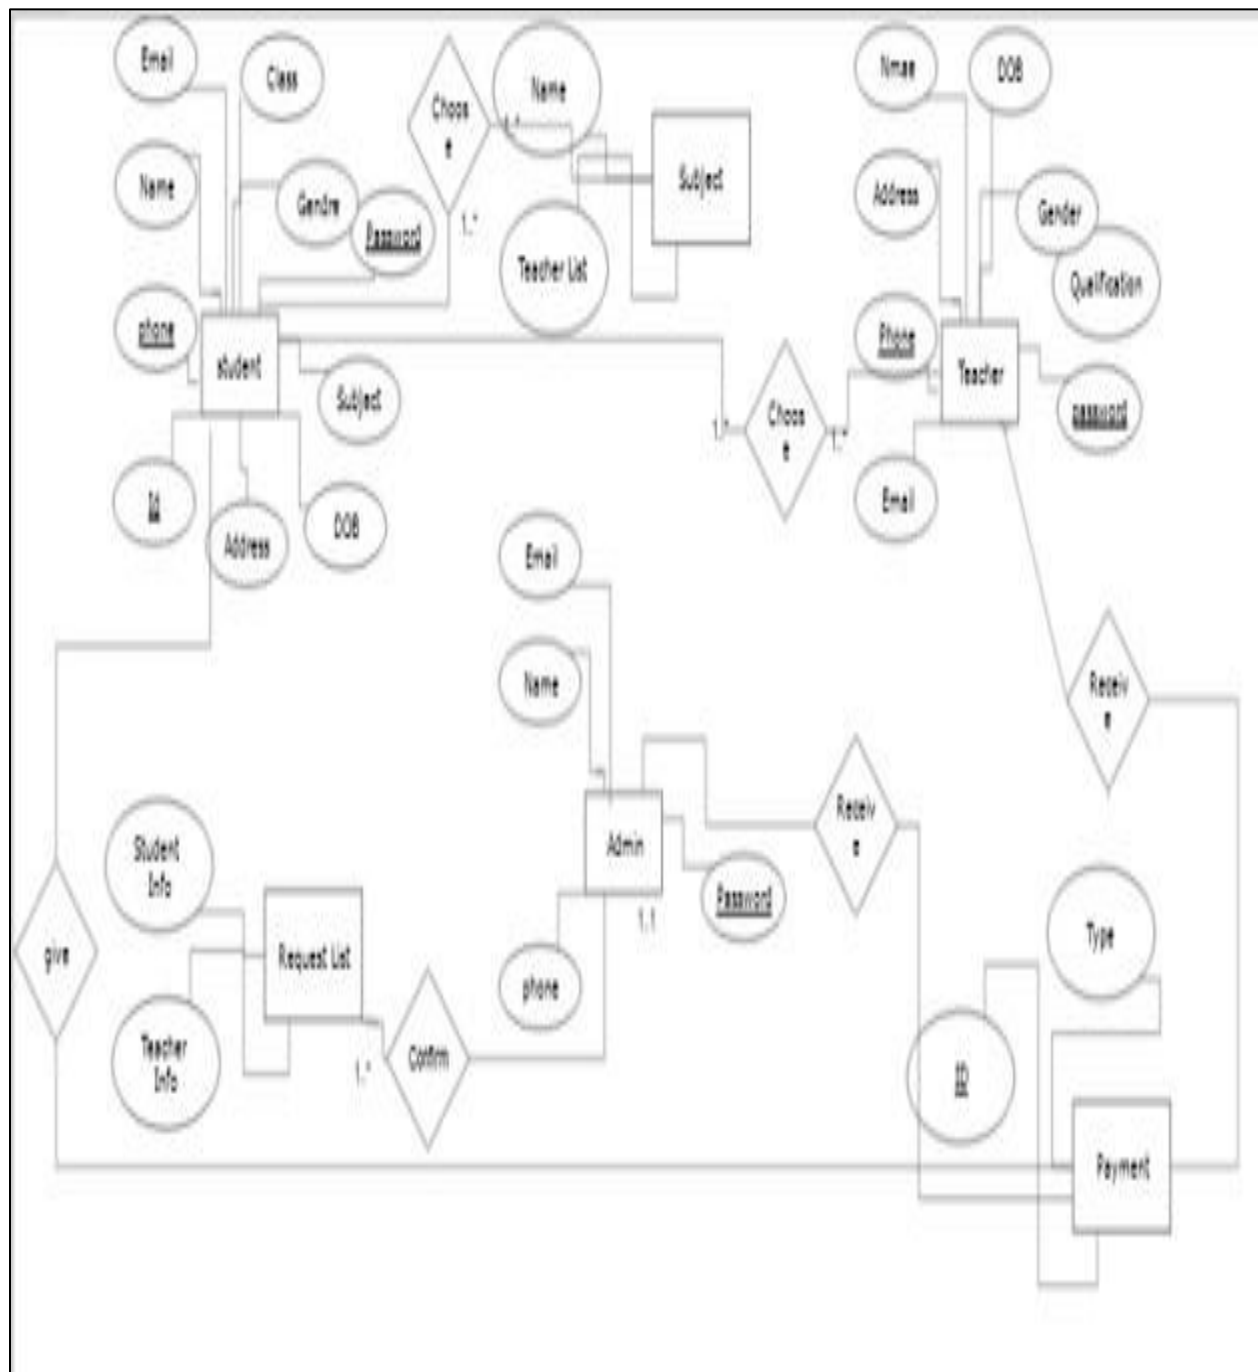 Email
Class
Choos
e
1..*
Name
Nmae
DOB
Name
Gendre
Password
1..*
Subject
Address
Gender
Teacher List
Qualification
phone
student
Subject
Phone
Teacher
password
Choos
e
1..*
1..*
Id
Address
DOB
Email
Email
Name
Receiv
e
Receiv
e
Admin
Password
1..1
phone
Student
Info
Request List
give
Teacher
Info
1..*
Confirm
Type
ID
Payment